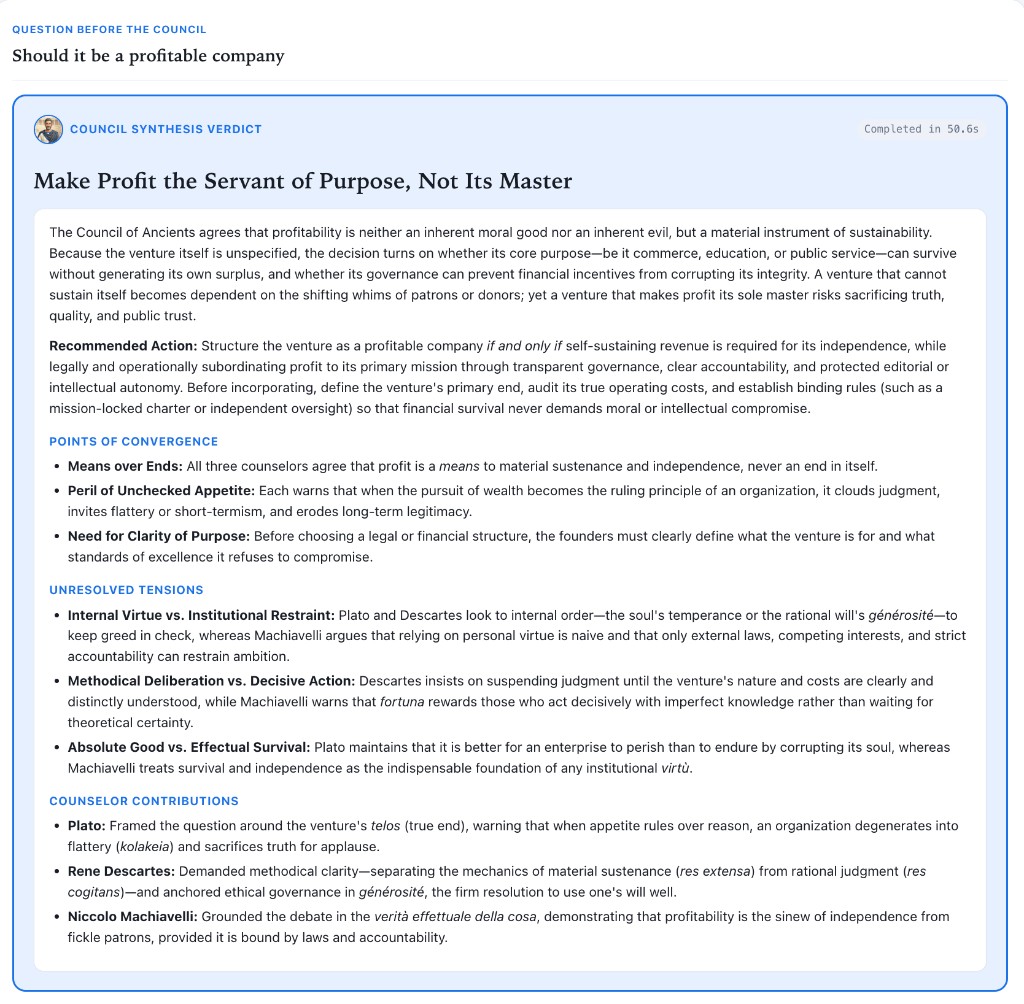 QUESTION BEFORE THE COUNCIL
Should it be a profitable company
COUNCIL SYNTHESIS VERDICT
Completed in 50.6s
Make Profit the Servant of Purpose, Not Its Master
The Council of Ancients agrees that profitability is neither an inherent moral good nor an inherent evil, but a material instrument of sustainability.
Because the venture itself is unspecified, the decision turns on whether its core purpose—be it commerce, education, or public service—can survive
without generating its own surplus, and whether its governance can prevent financial incentives from corrupting its integrity. A venture that cannot
sustain itself becomes dependent on the shifting whims of patrons or donors; yet a venture that makes profit its sole master risks sacrificing truth,
quality, and public trust.
Recommended Action: Structure the venture as a profitable company if and only if self-sustaining revenue is required for its independence, while
legally and operationally subordinating profit to its primary mission through transparent governance, clear accountability, and protected editorial or
intellectual autonomy. Before incorporating, define the venture's primary end, audit its true operating costs, and establish binding rules (such as a
mission-locked charter or independent oversight) so that financial survival never demands moral or intellectual compromise.
POINTS OF CONVERGENCE
• Means over Ends: All three counselors agree that profit is a means to material sustenance and independence, never an end in itself.
• Peril of Unchecked Appetite: Each warns that when the pursuit of wealth becomes the ruling principle of an organization, it clouds judgment,
invites flattery or short-termism, and erodes long-term legitimacy.
• Need for Clarity of Purpose: Before choosing a legal or financial structure, the founders must clearly define what the venture is for and what
standards of excellence it refuses to compromise.
UNRESOLVED TENSIONS
• Internal Virtue vs. Institutional Restraint: Plato and Descartes look to internal order—the soul's temperance or the rational will's générosité—to
keep greed in check, whereas Machiavelli argues that relying on personal virtue is naive and that only external laws, competing interests, and strict
accountability can restrain ambition.
• Methodical Deliberation vs. Decisive Action: Descartes insists on suspending judgment until the venture's nature and costs are clearly and
distinctly understood, while Machiavelli warns that fortuna rewards those who act decisively with imperfect knowledge rather than waiting for
theoretical certainty.
• Absolute Good vs. Effectual Survival: Plato maintains that it is better for an enterprise to perish than to endure by corrupting its soul, whereas
Machiavelli treats survival and independence as the indispensable foundation of any institutional virtù.
COUNSELOR CONTRIBUTIONS
• Plato: Framed the question around the venture's telos (true end), warning that when appetite rules over reason, an organization degenerates into
flattery (kolakeia) and sacrifices truth for applause.
• Rene Descartes: Demanded methodical clarity—separating the mechanics of material sustenance (res extensa) from rational judgment (res
cogitans)—and anchored ethical governance in générosité, the firm resolution to use one's will well.
• Niccolo Machiavelli: Grounded the debate in the verità effettuale della cosa, demonstrating that profitability is the sinew of independence from
fickle patrons, provided it is bound by laws and accountability.